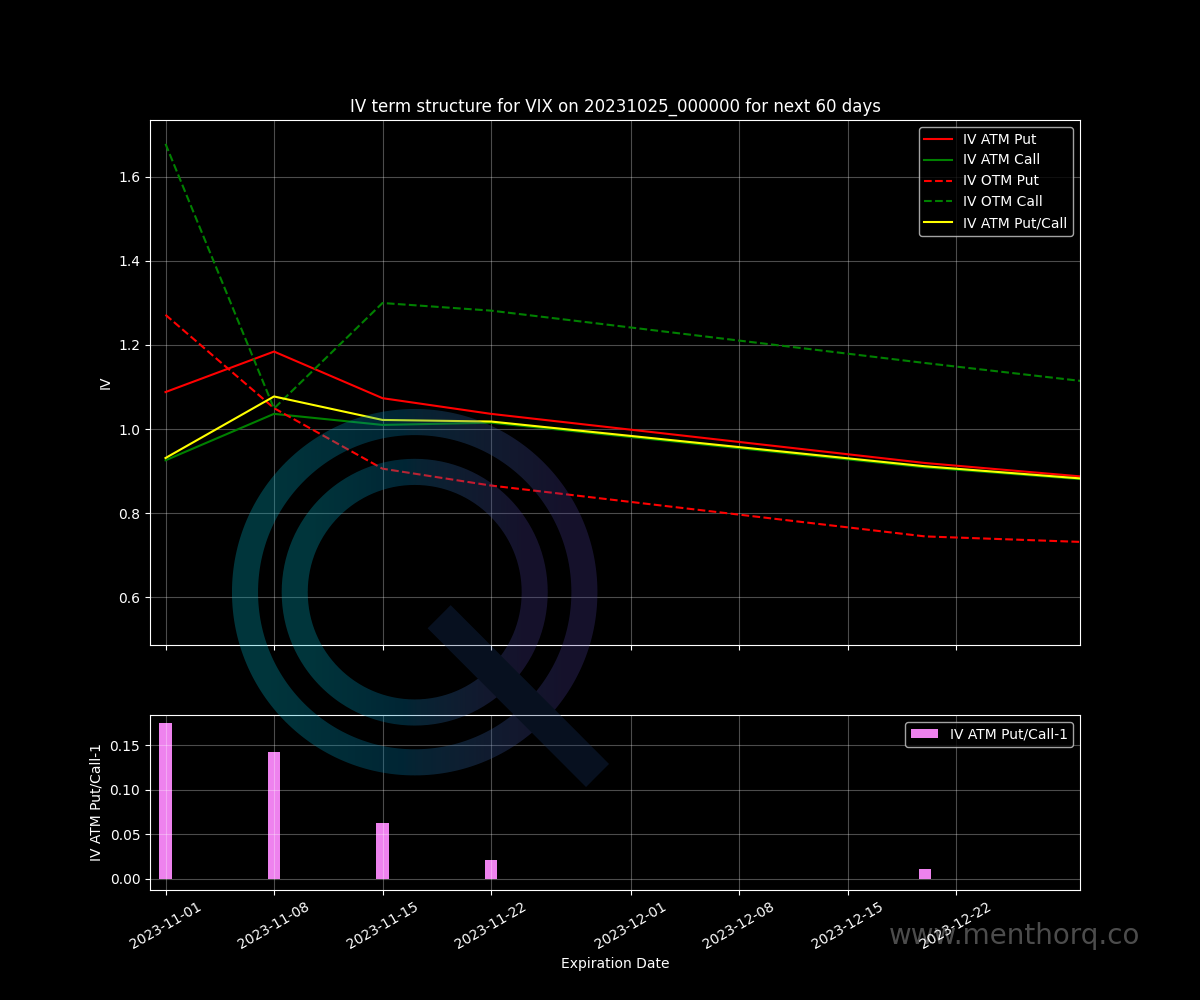 IV term structure for VIX on 20231025_000000 for next 60 days
IV ATM Put
IV ATM Call
IV OTM Put
IV OTM Call
IV ATM Put/Call
1.6
1.4
1.2
1.0
0.8
0.6
IV
IV ATM Put/Call-1
0.15
0.10
0.05
0.00
IV ATM Put/Call-1
2023-11-01
2023-11-08
2023-11-15
2023-11-22
2023-12-01
2023-12-08
2023-12-15
2023-12-22
www.menthorq.co
Expiration Date